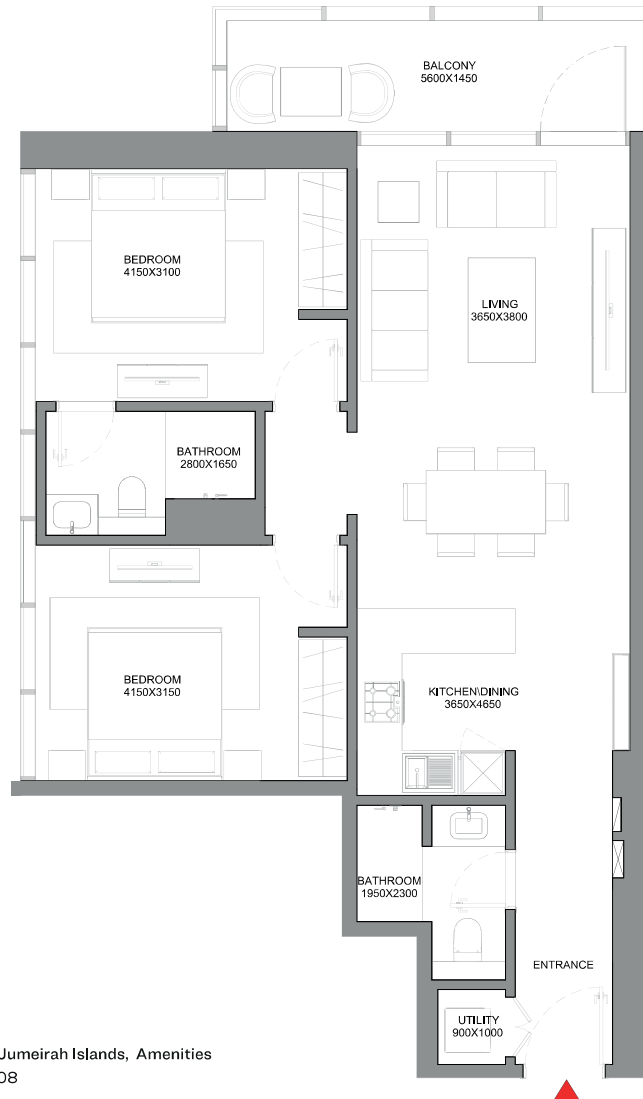 BALCONY
5600X1450
BEDROOM
4150X3100
LIVING
3650X3800
BATHROOM
2800X1650
BEDROOM
4150X3150
KITCHEN\DINING
3650X4650
BATHROOM
1950X2300
ENTRANCE
UTILITY
900X1000
Jumeirah Islands, Amenities
08